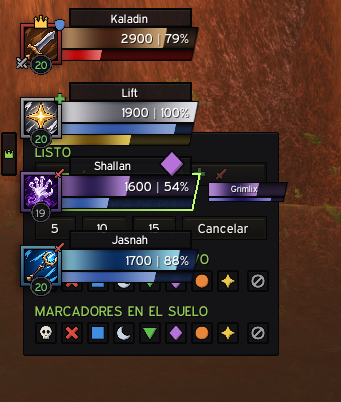 Kaladin
2900 | 79%
20
Lift
1900 | 100%
20
LISTO
Shallan
1600 | 54%
Grimlix
19
5 10 15 Cancelar
Jasnah
1700 | 88%
VO
20
MARCADORES EN EL SUELO